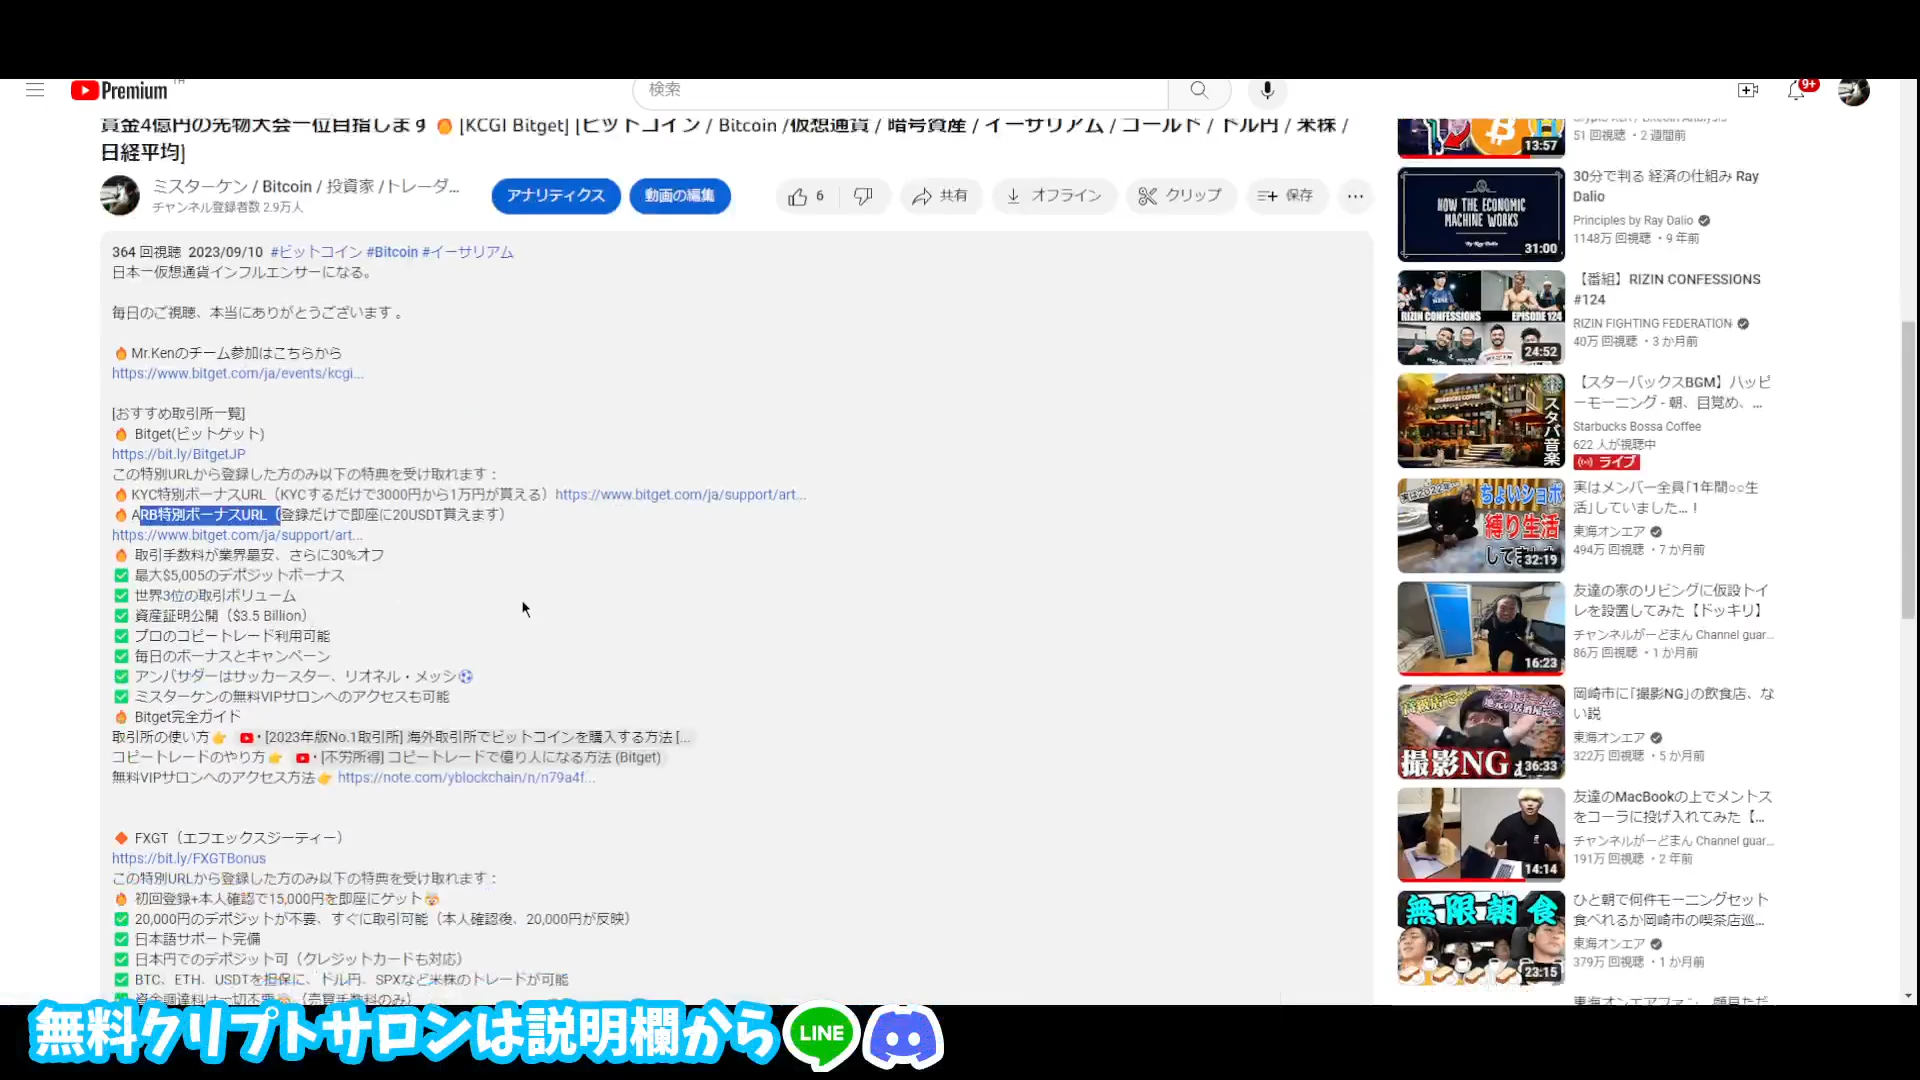 Premium
検索
9+
賞金4億円の先物大会一位目指します🔥 [KCGI Bitget] [ビットコイン / Bitcoin /仮想通貨 / 暗号資産 / イーサリアム / ゴールド / ドル円 / 米株 /
日経平均]
ミスターケン / Bitcoin / 投資家 /トレーダ...
チャンネル登録者数 2.9万人
アナリティクス
動画の編集
6
共有
オフライン
クリップ
保存
364 回視聴 2023/09/10 #ビットコイン #Bitcoin #イーサリアム
日本一仮想通貨インフルエンサーになる。
毎日のご視聴、本当にありがとうございます 。
🔥Mr.Kenのチーム参加はこちらから
https://www.bitget.com/ja/events/kcgi...
[おすすめ取引所一覧]
🔥 Bitget(ビットゲット)
https://bit.ly/BitgetJP
この特別URLから登録した方のみ以下の特典を受け取れます :
🔥KYC特別ボーナスURL(KYCするだけで3000円から1万円が貰える)https://www.bitget.com/ja/support/art...
🔥 ARB特別ボーナスURL(登録だけで即座に20USDT貰えます)
https://www.bitget.com/ja/support/art...
🔥 取引手数料が業界最安、さらに30%オフ
✅ 最大$5,005のデポジットボーナス
✅ 世界3位の取引ボリューム
✅ 資産証明公開($3.5 Billion)
✅ プロのコピートレード利用可能
✅ 毎日のボーナスとキャンペーン
✅ アンバサダーはサッカースター、リオネル・メッシ⚽
✅ ミスターケンの無料VIPサロンへのアクセスも可能
🔥 Bitget完全ガイド
取引所の使い方👉 ・[2023年版No.1取引所] 海外取引所でビットコインを購入する方法 [...
コピートレードのやり方👉 ・[不労所得] コピートレードで億り人になる方法 (Bitget)
無料VIPサロンへのアクセス方法👉 https://note.com/yblockchain/n/n79a4f...
🔶 FXGT(エフエックスジーティー)
https://bit.ly/FXGTBonus
この特別URLから登録した方のみ以下の特典を受け取れます :
🔥 初回登録+本人確認で15,000円を即座にゲット🤯
✅ 20,000円のデポジットが不要、すぐに取引可能(本人確認後、20,000円が反映)
✅ 日本語サポート完備
✅ 日本円でのデポジット可(クレジットカードも対応)
✅ BTC、ETH、USDTを担保に、ドル円、SPXなど米株のトレードが可能
✅ 資金調達料は一切不要🤯(売買手数料のみ)
13:57
51 回視聴 ・2 週間前
HOW THE ECONOMIC
MACHINE WORKS
By Ray Dalio
31:00
30分で判る 経済の仕組み Ray
Dalio
Principles by Ray Dalio
1148万 回視聴 ・9 年前
RIZIN CONFESSIONS EPISODE 124
24:52
【番組】RIZIN CONFESSIONS
#124
RIZIN FIGHTING FEDERATION
40万 回視聴 ・3 か月前
スタバ音楽
【スターバックスBGM】ハッピ
ーモーニング - 朝、目覚め、...
Starbucks Bossa Coffee
622 人が視聴中
ライブ
実は2022年
ちょいショボ
縛り生活
して
32:19
実はメンバー全員「1年間○○生
活」していました...!
東海オンエア
494万 回視聴 ・7 か月前
16:23
友達の家のリビングに仮設トイ
レを設置してみた【ドッキリ】
チャンネルがーどまん Channel guar...
86万 回視聴 ・1 か月前
撮影NG
36:33
岡崎市に「撮影NG」の飲食店、な
い説
東海オンエア
322万 回視聴 ・5 か月前
14:14
友達のMacBookの上でメントス
をコーラに投げ入れてみた【...
チャンネルがーどまん Channel guar...
191万 回視聴 ・2 年前
無限朝食
23:15
ひと朝で何件モーニングセット
食べれるか岡崎市の喫茶店巡...
東海オンエア
379万 回視聴 ・1 か月前
無料クリプトサロンは説明欄から
LINE